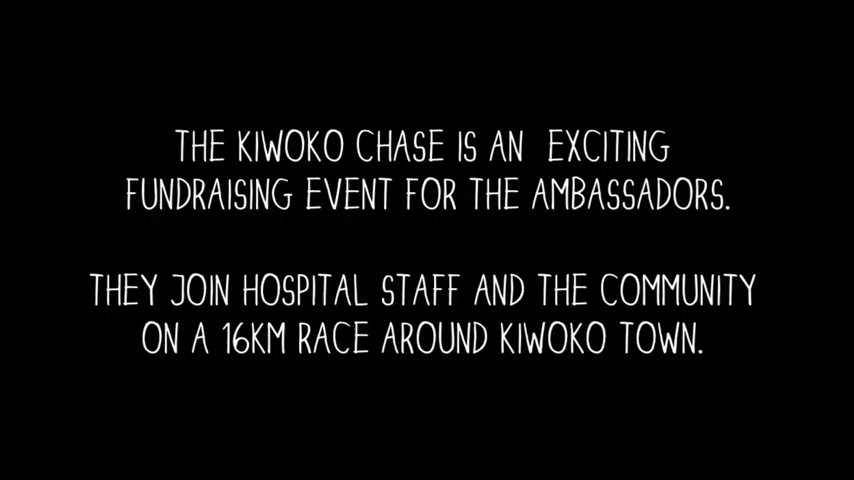 THE KIWOKO CHASE IS AN EXCITING
FUNDRAISING EVENT FOR THE AMBASSADORS.
THEY JOIN HOSPITAL STAFF AND THE COMMUNITY
ON A 16KM RACE AROUND KIWOKO TOWN.